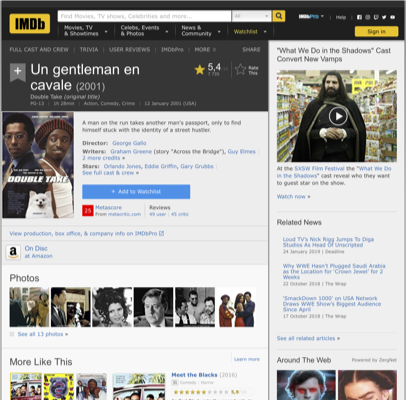 IMDb
Find Movies, TV shows, Celebrities and more...
All
Movies, TV & Showtimes
Celebs, Events & Photos
News & Community
Watchlist
IMDbPro
Help
Sign in
FULL CAST AND CREW | TRIVIA | USER REVIEWS | IMDbPro | MORE
SHARE
Un gentleman en cavale (2001)
Double Take (original title)
PG-13 | 1h 28min | Action, Comedy, Crime | 12 January 2001 (USA)
5,4
Rate This
DOUBLE TAKE
A man on the run takes another man's passport, only to find himself stuck with the identity of a street hustler.
Director: George Gallo
Writers: Graham Greene (story "Across the Bridge"), Guy Elmes |
2 more credits »
Stars: Orlando Jones, Eddie Griffin, Gary Grubbs |
See full cast & crew »
+ Add to Watchlist
25
Metascore
From metacritic.com
Reviews
49 user | 45 critic
View production, box office, & company info on IMDbPro
On Disc
at Amazon
Photos
See all 13 photos »
More Like This
Learn more
Meet the Blacks (2016)
Comedy | Horror
"What We Do in the Shadows" Cast Convert New Vamps
At the SXSW Film Festival the "What We Do in the Shadows" cast reveal who they want to guest star on the show.
Watch now »
Related News
Loud TV's Nick Rigg Jumps To Diga Studios As Head Of Unscripted
24 January 2019 | Deadline
Why WWE Hasn't Plugged Saudi Arabia as the Location for 'Crown Jewel' for 2 Weeks
22 October 2018 | The Wrap
'SmackDown 1000' on USA Network Draws WWE Show's Biggest Audience Since April
17 October 2018 | The Wrap
See all related articles »
Around The Web
Powered by ZergNet